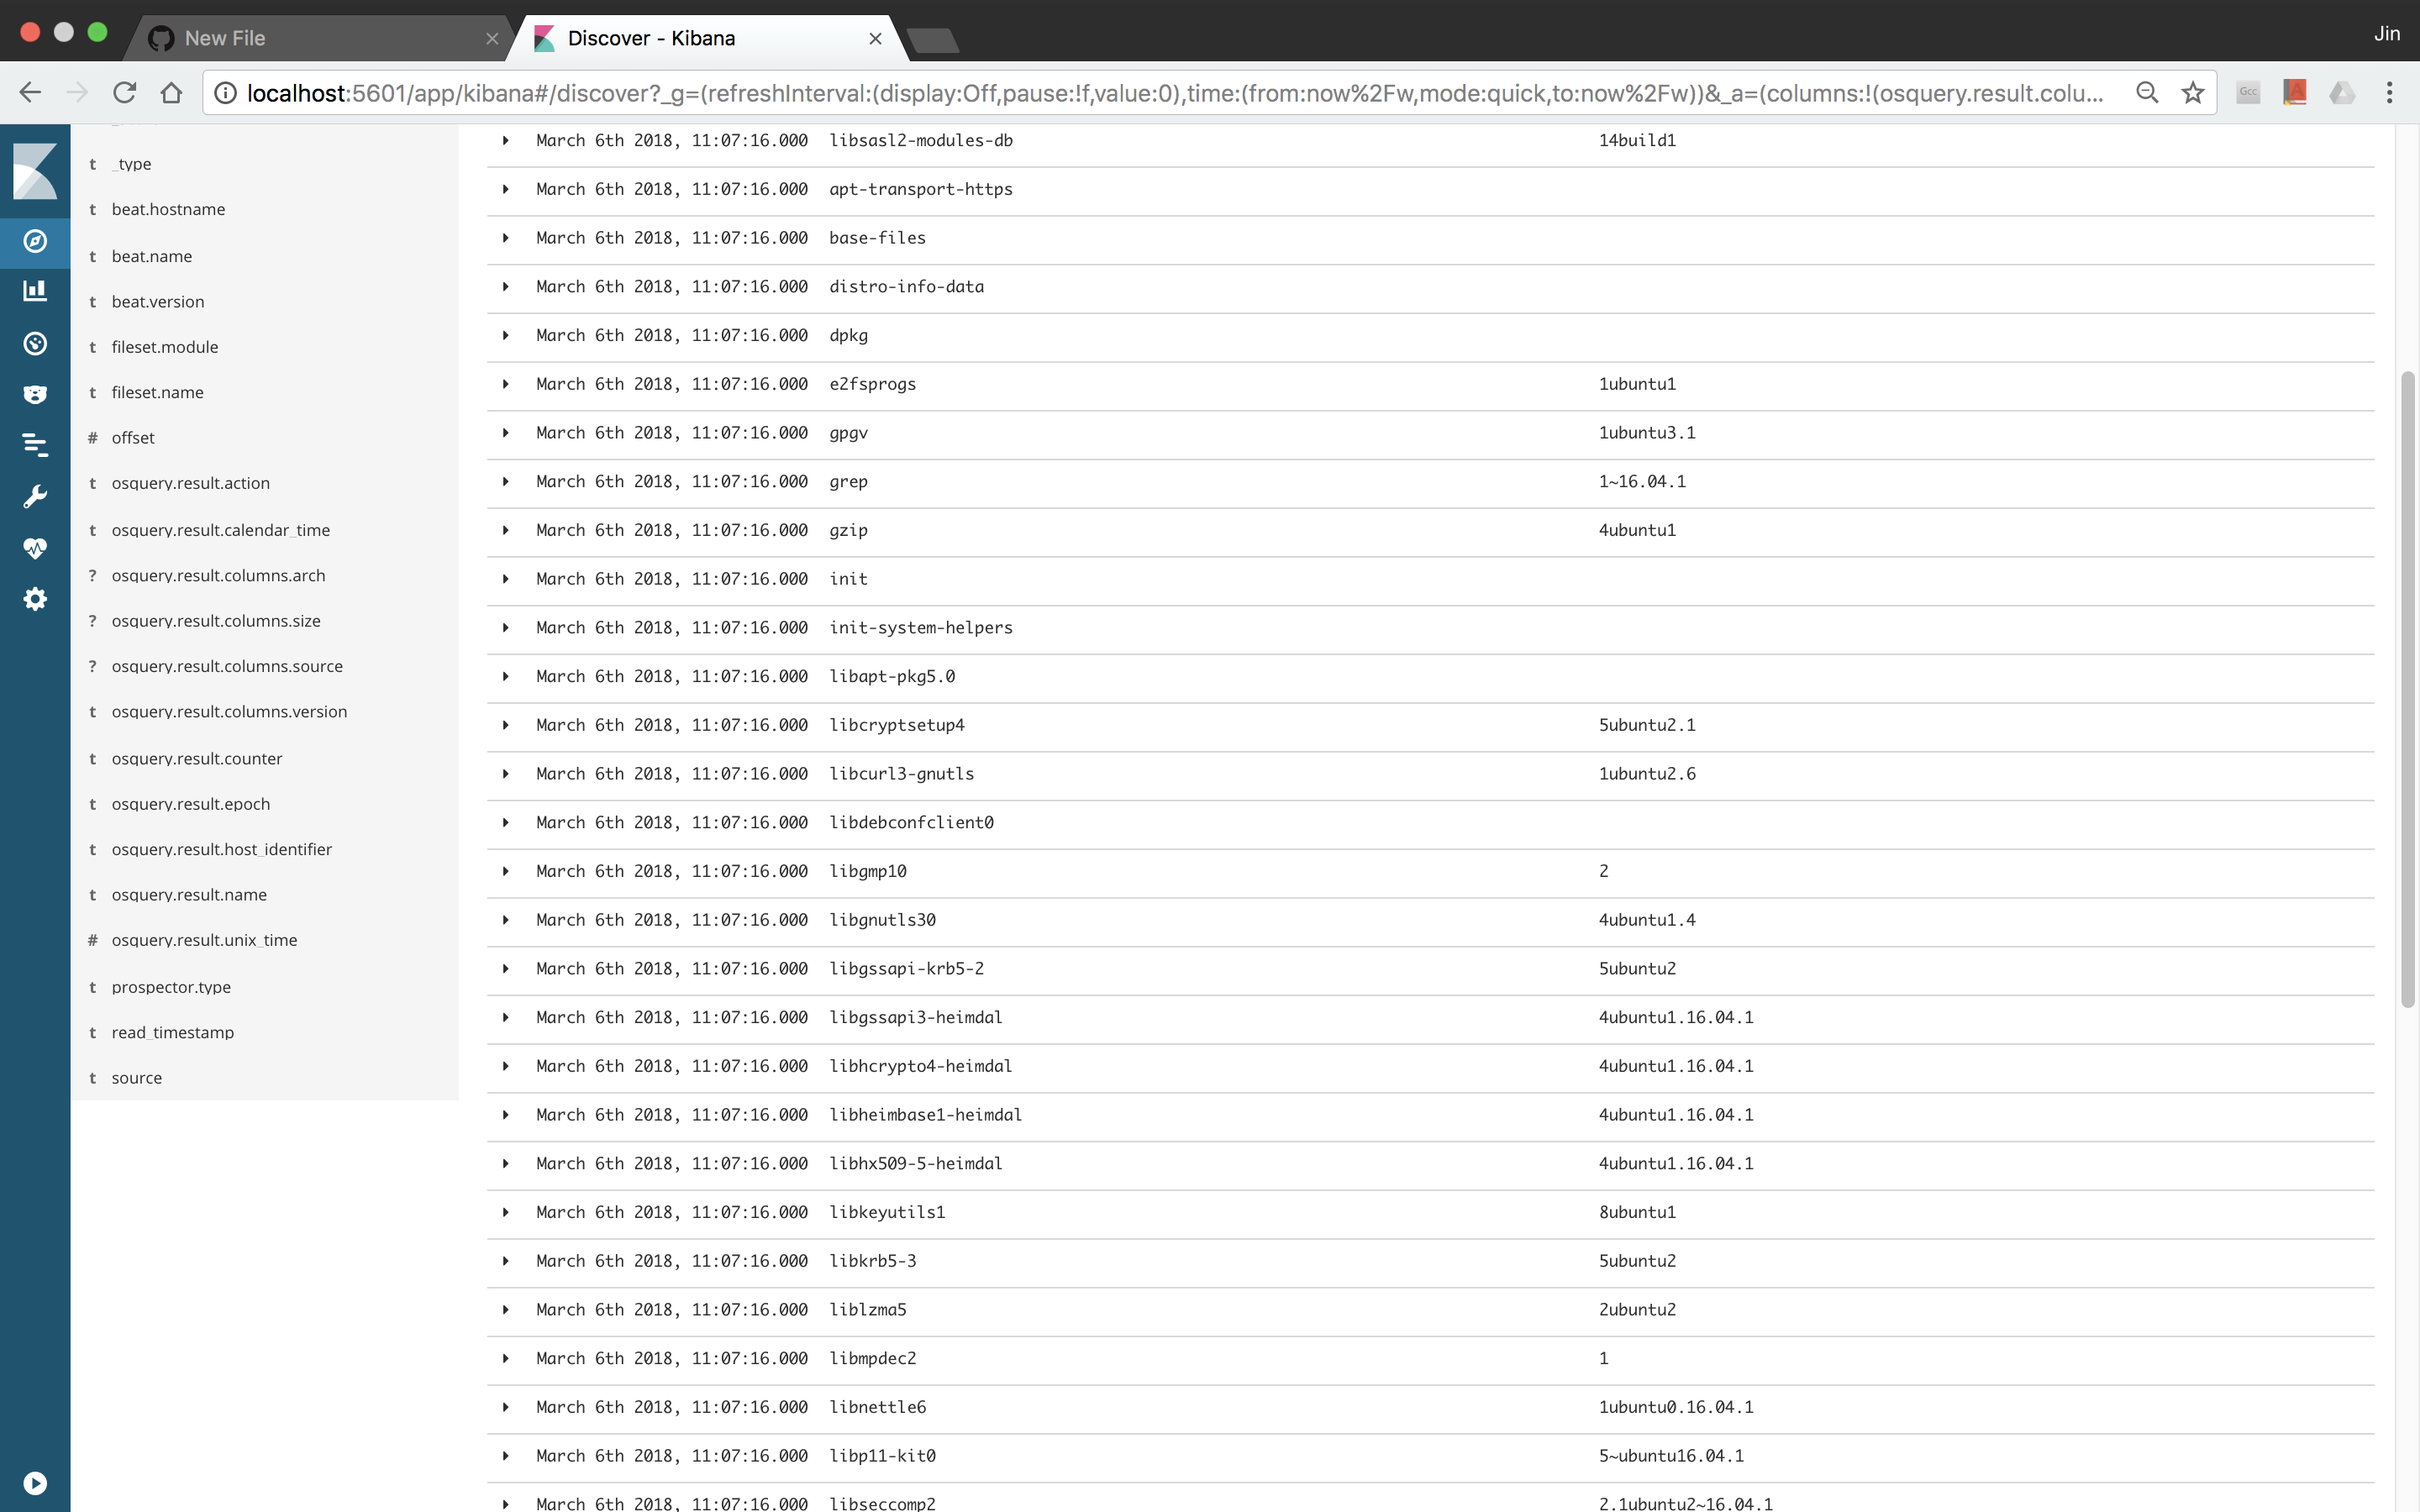 New File
Discover - Kibana
Jin
localhost:5601/app/kibana#/discover?_g=(refreshInterval:(display:Off,pause:!f,value:0),time:(from:now%2Fw,mode:quick,to:now%2Fw))&_a=(columns:!(osquery.result.colu...
Gcc
t _type
t beat.hostname
t beat.name
t beat.version
t fileset.module
t fileset.name
# offset
t osquery.result.action
t osquery.result.calendar_time
? osquery.result.columns.arch
? osquery.result.columns.size
? osquery.result.columns.source
t osquery.result.columns.version
t osquery.result.counter
t osquery.result.epoch
t osquery.result.host_identifier
t osquery.result.name
# osquery.result.unix_time
t prospector.type
t read_timestamp
t source
March 6th 2018, 11:07:16.000 libsasl2-modules-db 14build1
March 6th 2018, 11:07:16.000 apt-transport-https
March 6th 2018, 11:07:16.000 base-files
March 6th 2018, 11:07:16.000 distro-info-data
March 6th 2018, 11:07:16.000 dpkg
March 6th 2018, 11:07:16.000 e2fsprogs 1ubuntu1
March 6th 2018, 11:07:16.000 gpgv 1ubuntu3.1
March 6th 2018, 11:07:16.000 grep 1~16.04.1
March 6th 2018, 11:07:16.000 gzip 4ubuntu1
March 6th 2018, 11:07:16.000 init
March 6th 2018, 11:07:16.000 init-system-helpers
March 6th 2018, 11:07:16.000 libapt-pkg5.0
March 6th 2018, 11:07:16.000 libcryptsetup4 5ubuntu2.1
March 6th 2018, 11:07:16.000 libcurl3-gnutls 1ubuntu2.6
March 6th 2018, 11:07:16.000 libdebconfclient0
March 6th 2018, 11:07:16.000 libgmp10 2
March 6th 2018, 11:07:16.000 libgnutls30 4ubuntu1.4
March 6th 2018, 11:07:16.000 libgssapi-krb5-2 5ubuntu2
March 6th 2018, 11:07:16.000 libgssapi3-heimdal 4ubuntu1.16.04.1
March 6th 2018, 11:07:16.000 libhcrypto4-heimdal 4ubuntu1.16.04.1
March 6th 2018, 11:07:16.000 libheimbase1-heimdal 4ubuntu1.16.04.1
March 6th 2018, 11:07:16.000 libhx509-5-heimdal 4ubuntu1.16.04.1
March 6th 2018, 11:07:16.000 libkeyutils1 8ubuntu1
March 6th 2018, 11:07:16.000 libkrb5-3 5ubuntu2
March 6th 2018, 11:07:16.000 liblzma5 2ubuntu2
March 6th 2018, 11:07:16.000 libmpdec2 1
March 6th 2018, 11:07:16.000 libnettle6 1ubuntu0.16.04.1
March 6th 2018, 11:07:16.000 libp11-kit0 5~ubuntu16.04.1
March 6th 2018, 11:07:16.000 libseccomp2 2.1ubuntu2~16.04.1